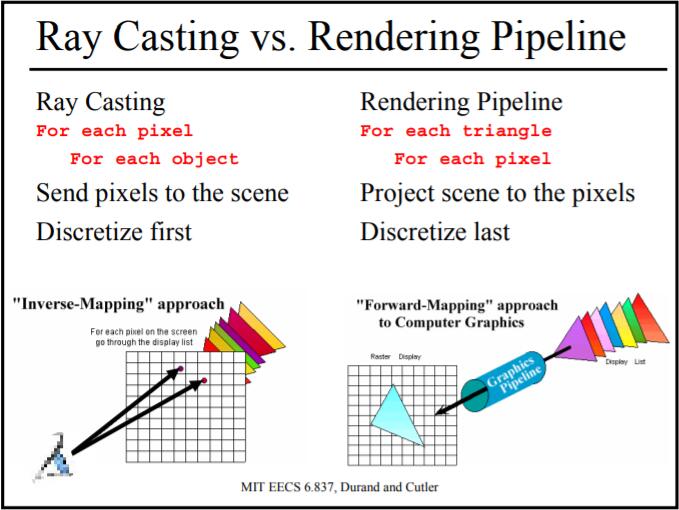 Ray Casting vs. Rendering Pipeline
Ray Casting
For each pixel
For each object
Send pixels to the scene
Discretize first
Rendering Pipeline
For each triangle
For each pixel
Project scene to the pixels
Discretize last
"Inverse-Mapping" approach
For each pixel on the screen
go through the display list
"Forward-Mapping" approach
to Computer Graphics
Raster Display
Graphics
Pipeline
Display List
MIT EECS 6.837, Durand and Cutler